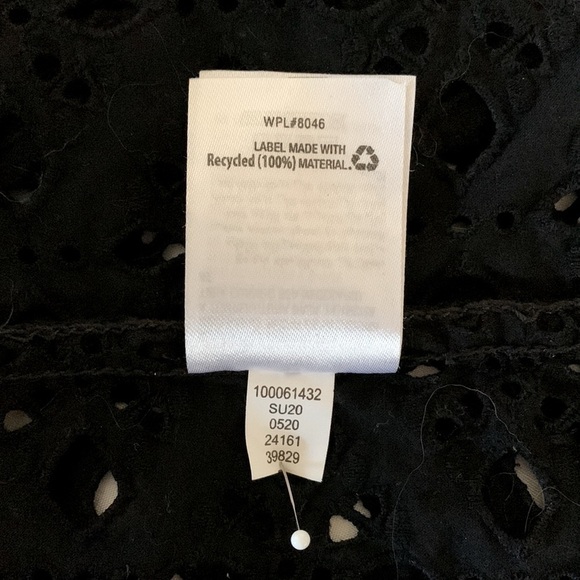 WPL#8046
LABEL MADE WITH
Recycled (100%) MATERIAL.
100061432
SU20
0520
24161
39829